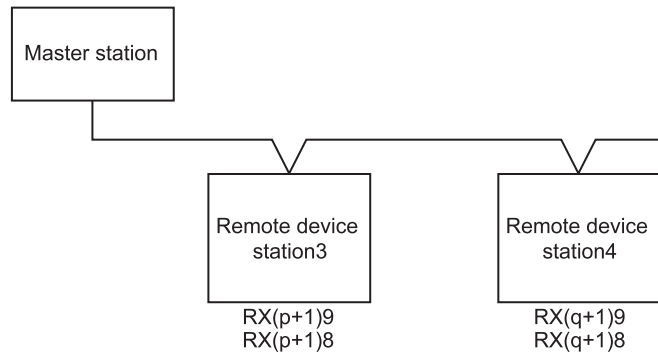 Master station
Remote device
station3
RX(p+1)9
RX(p+1)8
Remote device
station4
RX(q+1)9
RX(q+1)8